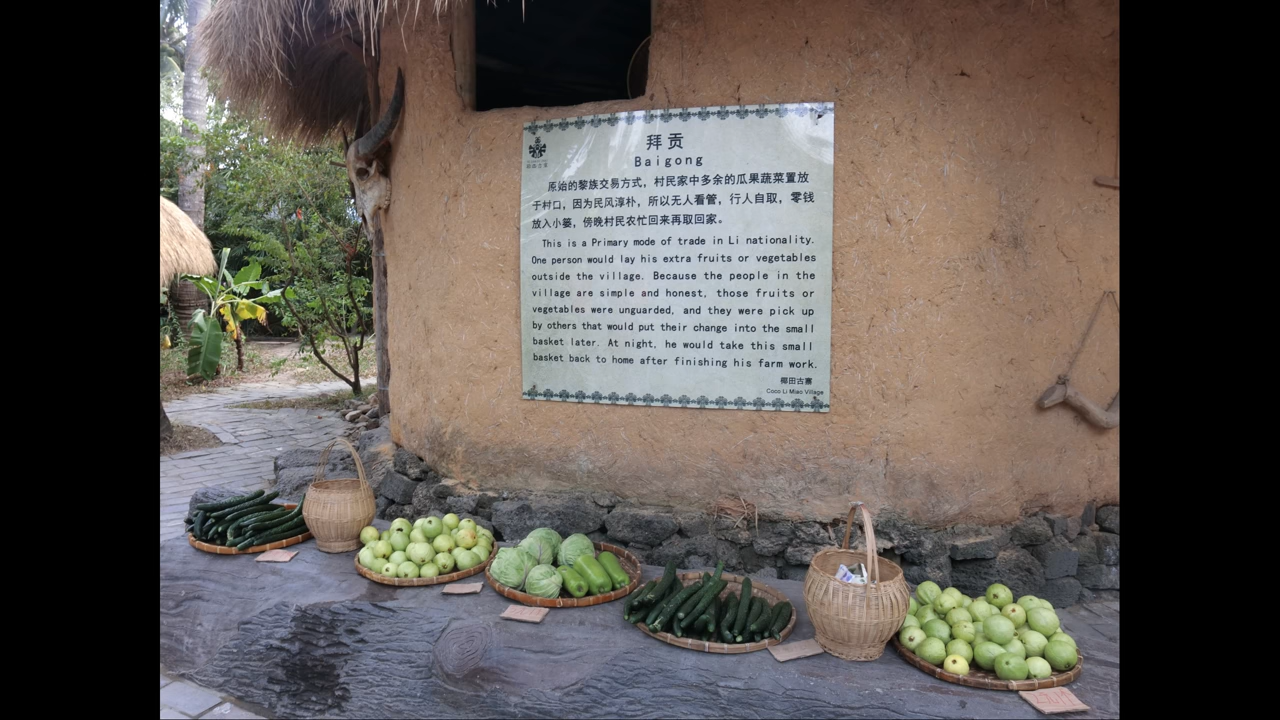 拜贡
Baigong
原始的黎族交易方式，村民家中多余的瓜果蔬菜置放
于村口，因为民风淳朴，所以无人看管，行人自取，零钱
放入小篓，傍晚村民农忙回来再取回家。
This is a Primary mode of trade in Li nationality.
One person would lay his extra fruits or vegetables
outside the village. Because the people in the
village are simple and honest, those fruits or
vegetables were unguarded, and they were pick up
by others that would put their change into the small
basket later. At night, he would take this small
basket back to home after finishing his farm work.
椰田古寨
Coco Li Miao Village